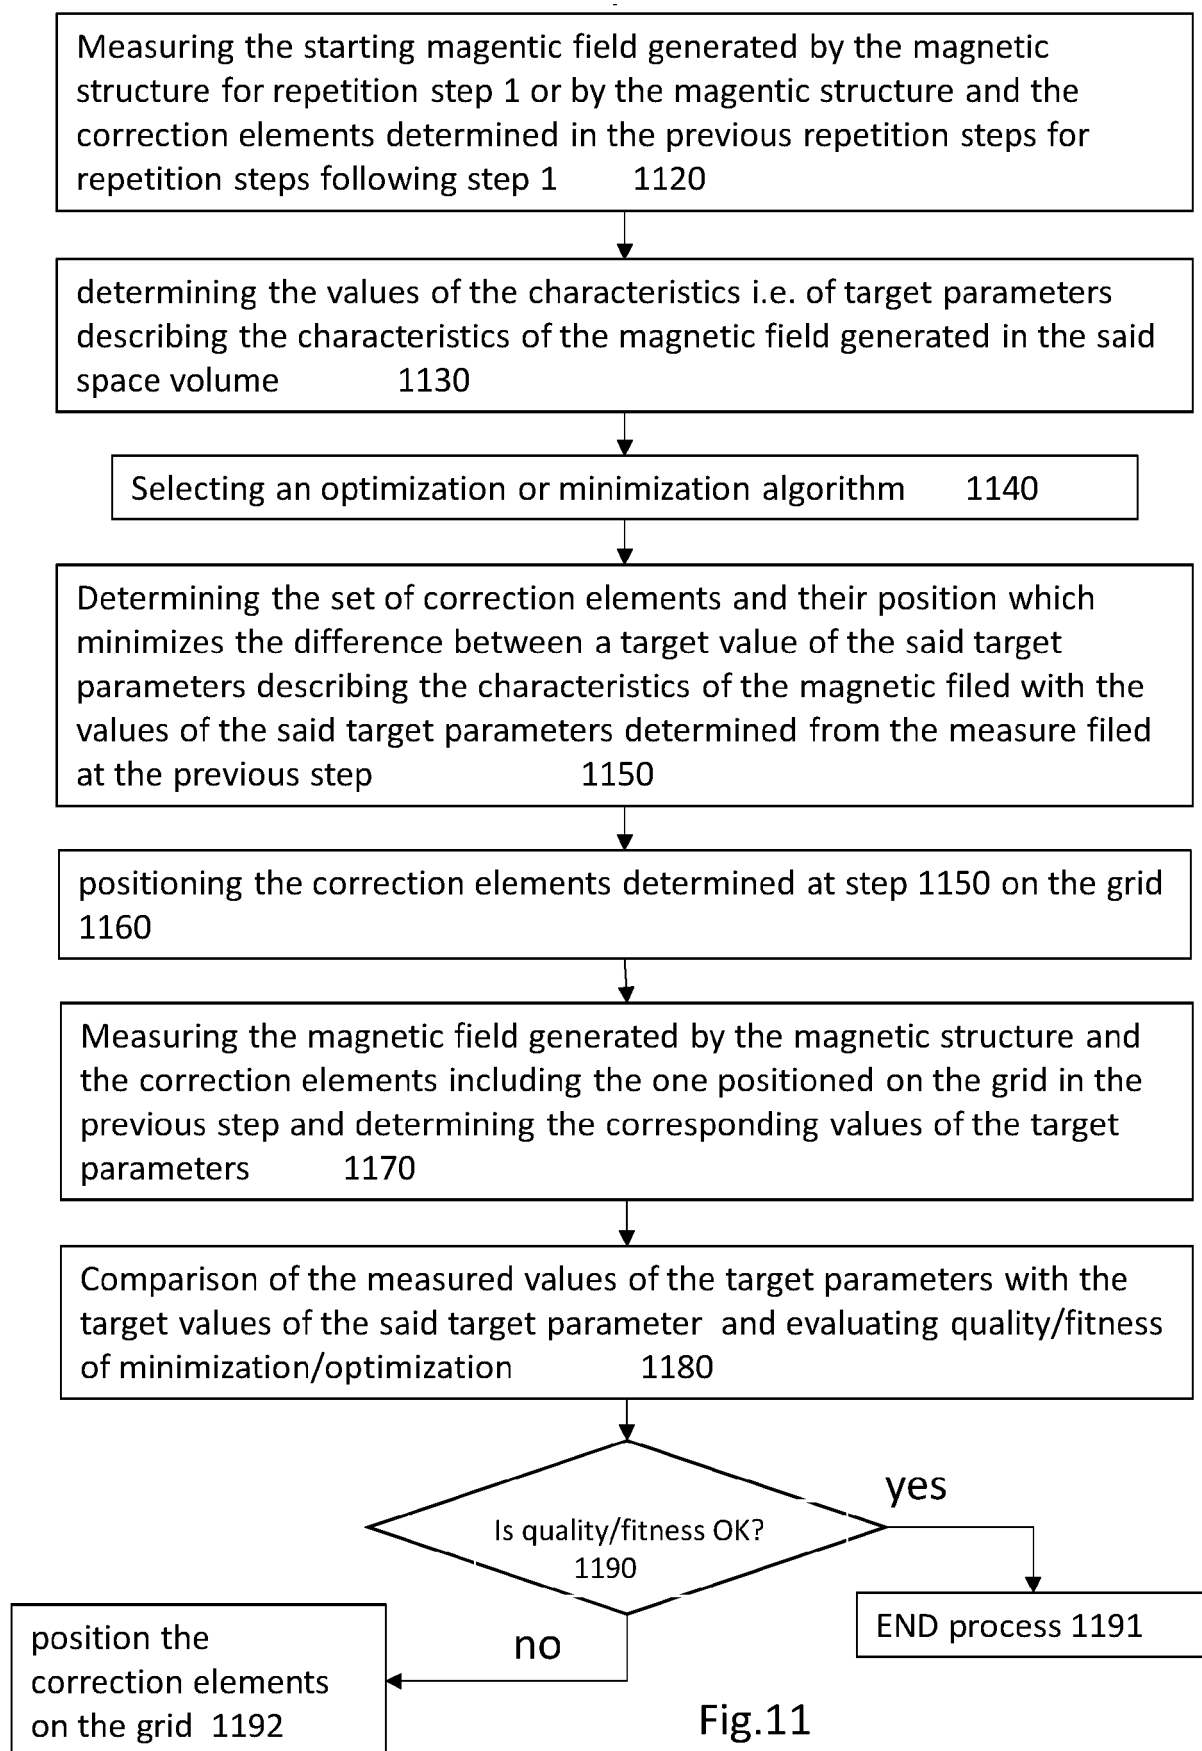 Measuring the starting magentic field generated by the magnetic
structure for repetition step 1 or by the magentic structure and the
correction elements determined in the previous repetition steps for
repetition steps following step 1 1120
determining the values of the characteristics i.e. of target parameters
describing the characteristics of the magnetic field generated in the said
space volume 1130
Selecting an optimization or minimization algorithm 1140
Determining the set of correction elements and their position which
minimizes the difference between a target value of the said target
parameters describing the characteristics of the magnetic filed with the
values of the said target parameters determined from the measure filed
at the previous step 1150
positioning the correction elements determined at step 1150 on the grid
1160
Measuring the magnetic field generated by the magnetic structure and
the correction elements including the one positioned on the grid in the
previous step and determining the corresponding values of the target
parameters 1170
Comparison of the measured values of the target parameters with the
target values of the said target parameter and evaluating quality/fitness
of minimization/optimization 1180
yes
Is quality/fitness OK?
1190
END process 1191
no
position the
correction elements
on the grid 1192
Fig.11